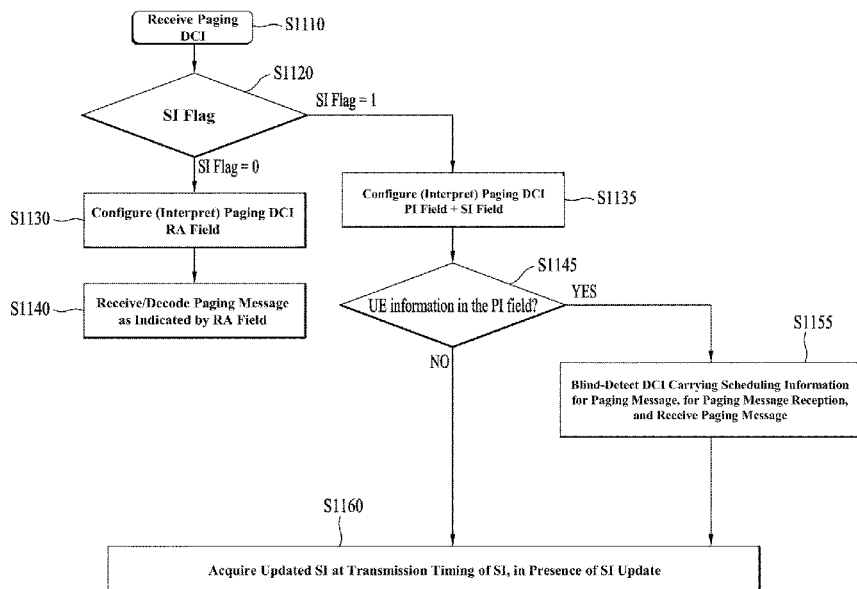 Receive Paging
DCI
S1110
S1120
SI Flag
SI Flag = 1
SI Flag = 0
S1130
Configure (Interpret) Paging DCI
RA Field
Configure (Interpret) Paging DCI
PI Field + SI Field
S1135
S1140
Receive/Decode Paging Message
as Indicated by RA Field
S1145
UE information in the PI field?
YES
NO
S1155
Blind-Detect DCI Carrying Scheduling Information
for Paging Message, for Paging Message Reception,
and Receive Paging Message
S1160
Acquire Updated SI at Transmission Timing of SI, in Presence of SI Update